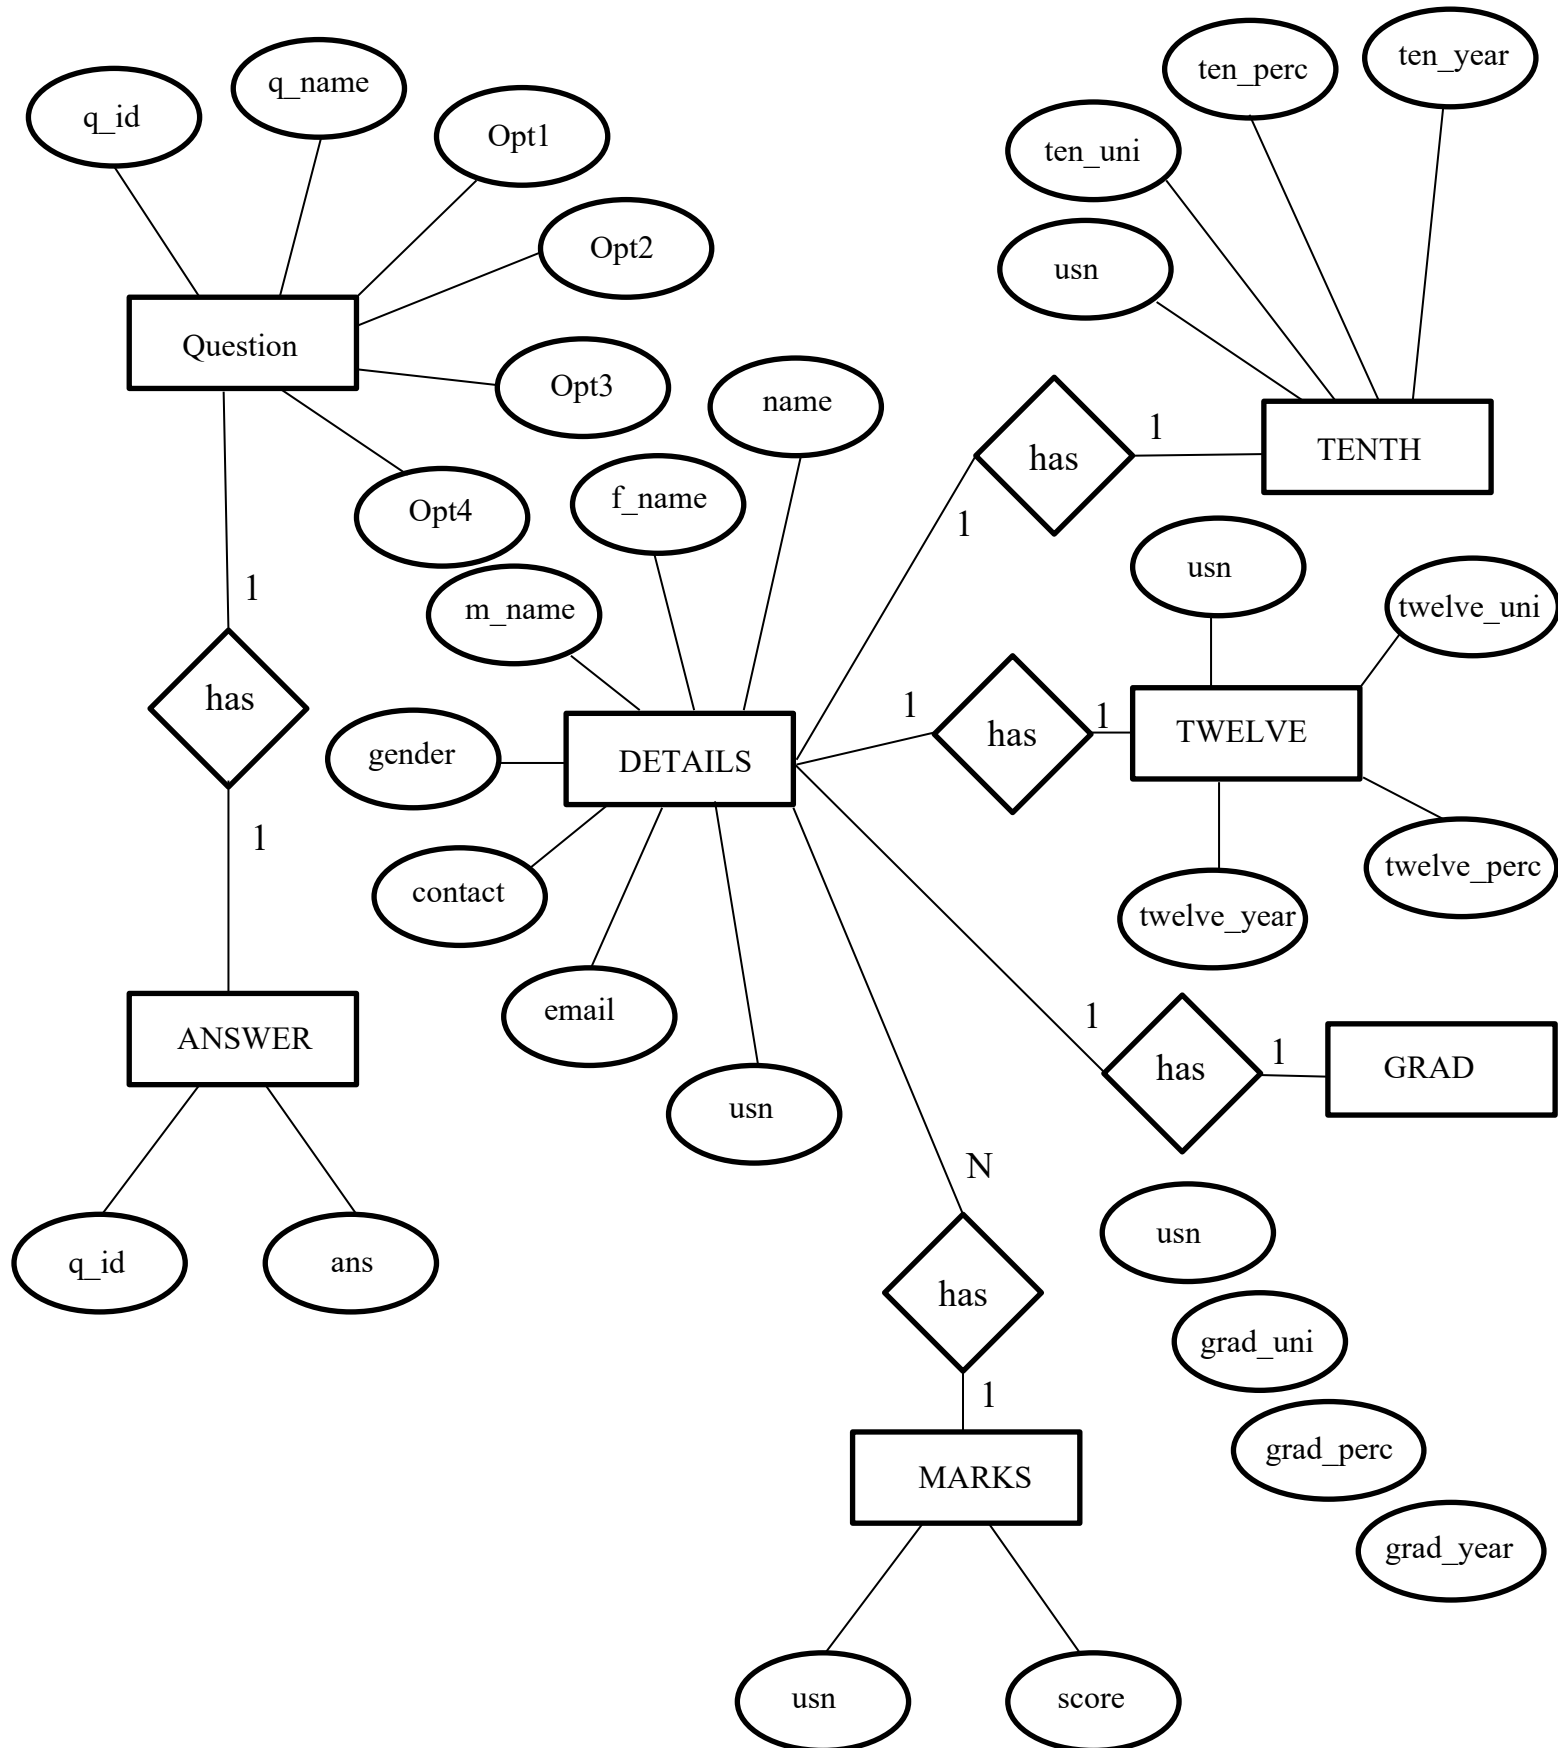 ten_year
ten_perc
q_name
q_id
Opt1
ten_uni
Opt2
usn
Question
Opt3
name
1
has
TENTH
f_name
Opt4
1
usn
1
m_name
twelve_uni
has
1
1
has
TWELVE
gender
DETAILS
1
twelve_perc
contact
twelve_year
email
1
ANSWER
1
has
GRAD
usn
N
usn
q_id
ans
has
grad_uni
1
grad_perc
MARKS
grad_year
usn
score